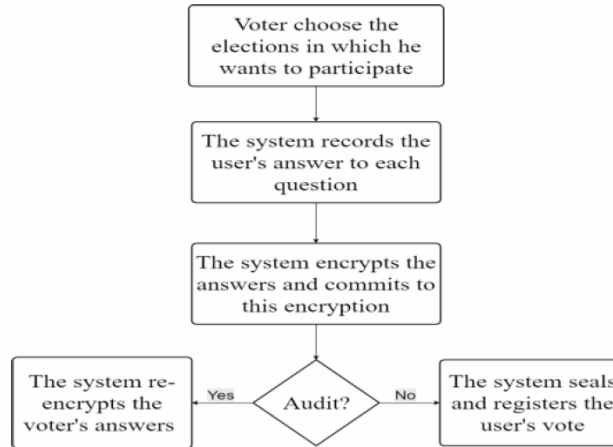 Voter choose the
elections in which he
wants to participate
The system records the
user's answer to each
question
The system encrypts the
answers and commits to
this encryption
The system re-
encrypts the
voter's answers
Yes
Audit?
No
The system seals
and registers the
user's vote